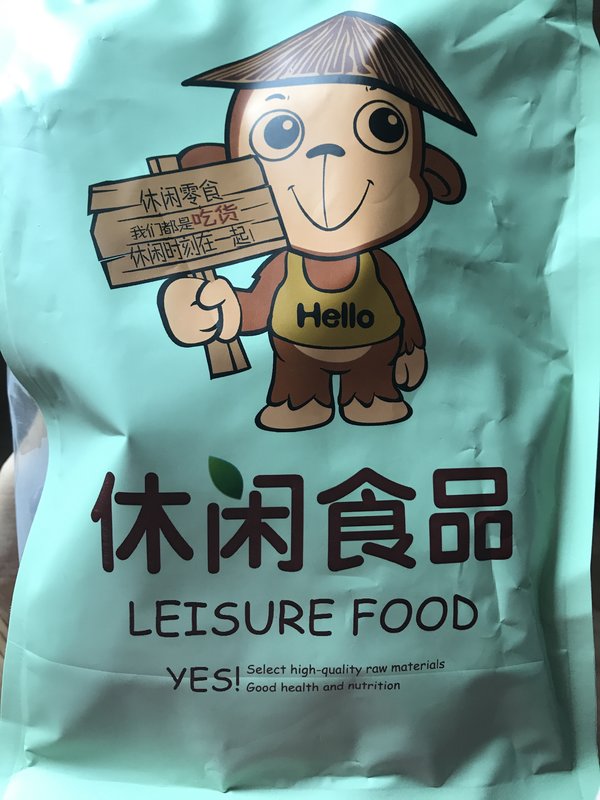 休闲零食
我们都是吃货
休闲时刻在一起!
Hello
休闲食品
LEISURE FOOD
YES!
Select high-quality raw materials
Good health and nutrition